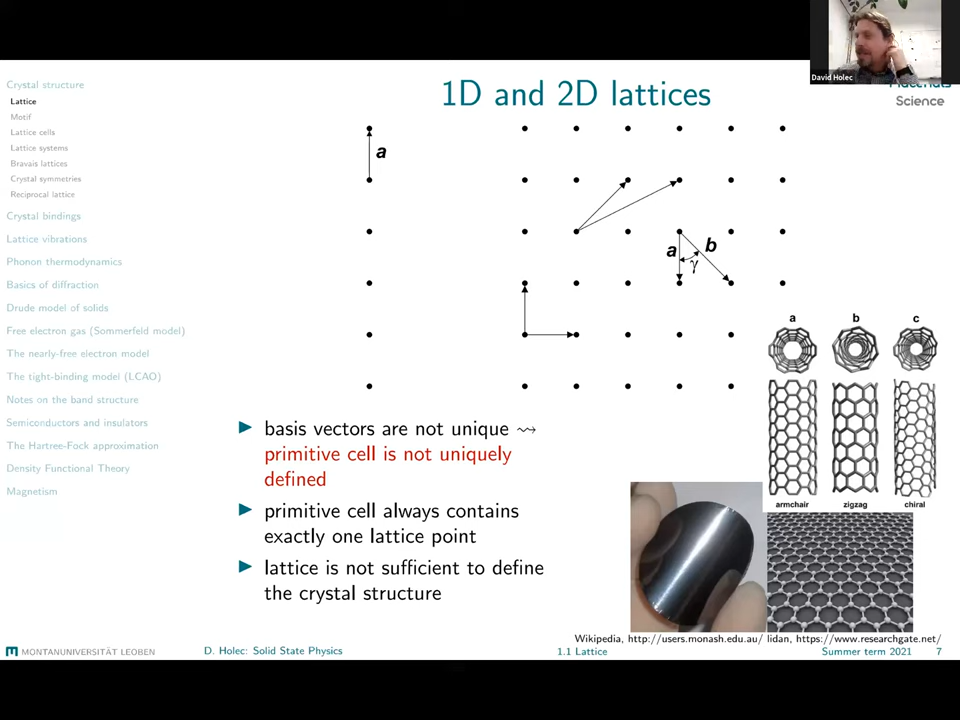 David Holec
Materials
Science
Crystal structure
Lattice
Motif
Lattice cells
Lattice systems
Bravais lattices
Crystal symmetries
Reciprocal lattice
Crystal bindings
Lattice vibrations
Phonon thermodynamics
Basics of diffraction
Drude model of solids
Free electron gas (Sommerfeld model)
The nearly-free electron model
The tight-binding model (LCAO)
Notes on the band structure
Semiconductors and insulators
The Hartree-Fock approximation
Density Functional Theory
Magnetism
1D and 2D lattices
a
a
b
γ
a b c
armchair zigzag chiral
▶ basis vectors are not unique ⇝
primitive cell is not uniquely
defined
▶ primitive cell always contains
exactly one lattice point
▶ lattice is not sufficient to define
the crystal structure
Wikipedia, http://users.monash.edu.au/ lidan, https://www.researchgate.net/
MONTANUNIVERSITÄT LEOBEN
D. Holec: Solid State Physics
1.1 Lattice
Summer term 2021
7